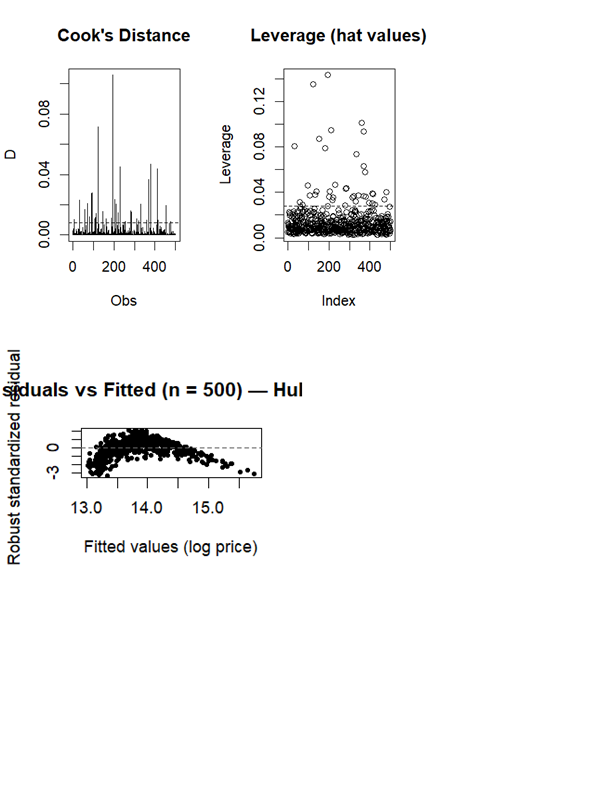 Cook's Distance
D
0.00 0.04 0.08
0 200 400
Obs
Leverage (hat values)
Leverage
0.00 0.04 0.08 0.12
0 200 400
Index
siduals vs Fitted (n = 500) — Hul
Robust standardized residual
-3 0
13.0 14.0 15.0
Fitted values (log price)